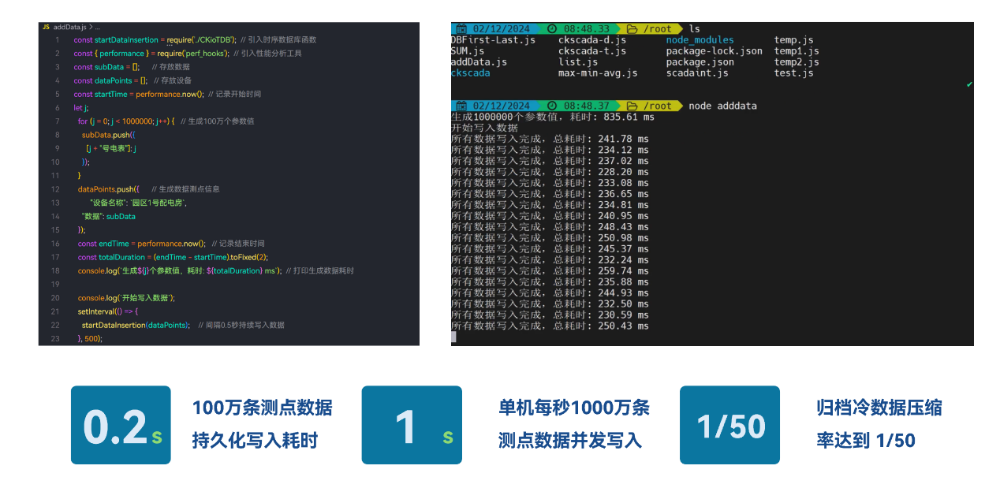 JS addData.js > ...
1 const startDataInsertion = require('./CKioTDB'); // 引入时序数据库函数
2 const { performance } = require('perf_hooks'); // 引入性能分析工具
3 const subData = []; // 存放数据
4 const dataPoints = []; // 存放设备
5 const startTime = performance.now(); // 记录开始时间
6 let j;
7 for (j = 0; j < 1000000; j++) { // 生成100万个参数值
8 subData.push({
9 [j + "号电表"]: j
10 });
11 }
12 dataPoints.push({ // 生成数据测点信息
13 "设备名称": `园区1号配电房`,
14 "数据": subData
15 });
16 const endTime = performance.now(); // 记录结束时间
17 const totalDuration = (endTime - startTime).toFixed(2);
18 console.log(`生成${j}个参数值，耗时: ${totalDuration} ms`); // 打印生成数据耗时
19
20 console.log(`开始写入数据`);
21 setInterval(() => {
22 startDataInsertion(dataPoints); // 间隔0.5秒持续写入数据
23 }, 500);
02/12/2024 08:48.33 /root ls
DBFirst-Last.js ckscada-d.js node_modules temp.js
SUM.js ckscada-t.js package-lock.json temp1.js
addData.js list.js package.json temp2.js
ckscada max-min-avg.js scadaint.js test.js
✔
02/12/2024 08:48.37 /root node adddata
生成1000000个参数值，耗时: 835.61 ms
开始写入数据
所有数据写入完成，总耗时: 241.78 ms
所有数据写入完成，总耗时: 234.12 ms
所有数据写入完成，总耗时: 237.02 ms
所有数据写入完成，总耗时: 228.20 ms
所有数据写入完成，总耗时: 233.08 ms
所有数据写入完成，总耗时: 236.65 ms
所有数据写入完成，总耗时: 234.81 ms
所有数据写入完成，总耗时: 240.95 ms
所有数据写入完成，总耗时: 248.43 ms
所有数据写入完成，总耗时: 250.98 ms
所有数据写入完成，总耗时: 245.37 ms
所有数据写入完成，总耗时: 232.24 ms
所有数据写入完成，总耗时: 259.74 ms
所有数据写入完成，总耗时: 235.88 ms
所有数据写入完成，总耗时: 244.93 ms
所有数据写入完成，总耗时: 232.50 ms
所有数据写入完成，总耗时: 230.59 ms
所有数据写入完成，总耗时: 250.43 ms
0.2s
100万条测点数据
持久化写入耗时
1 s
单机每秒1000万条
测点数据并发写入
1/50
归档冷数据压缩
率达到 1/50